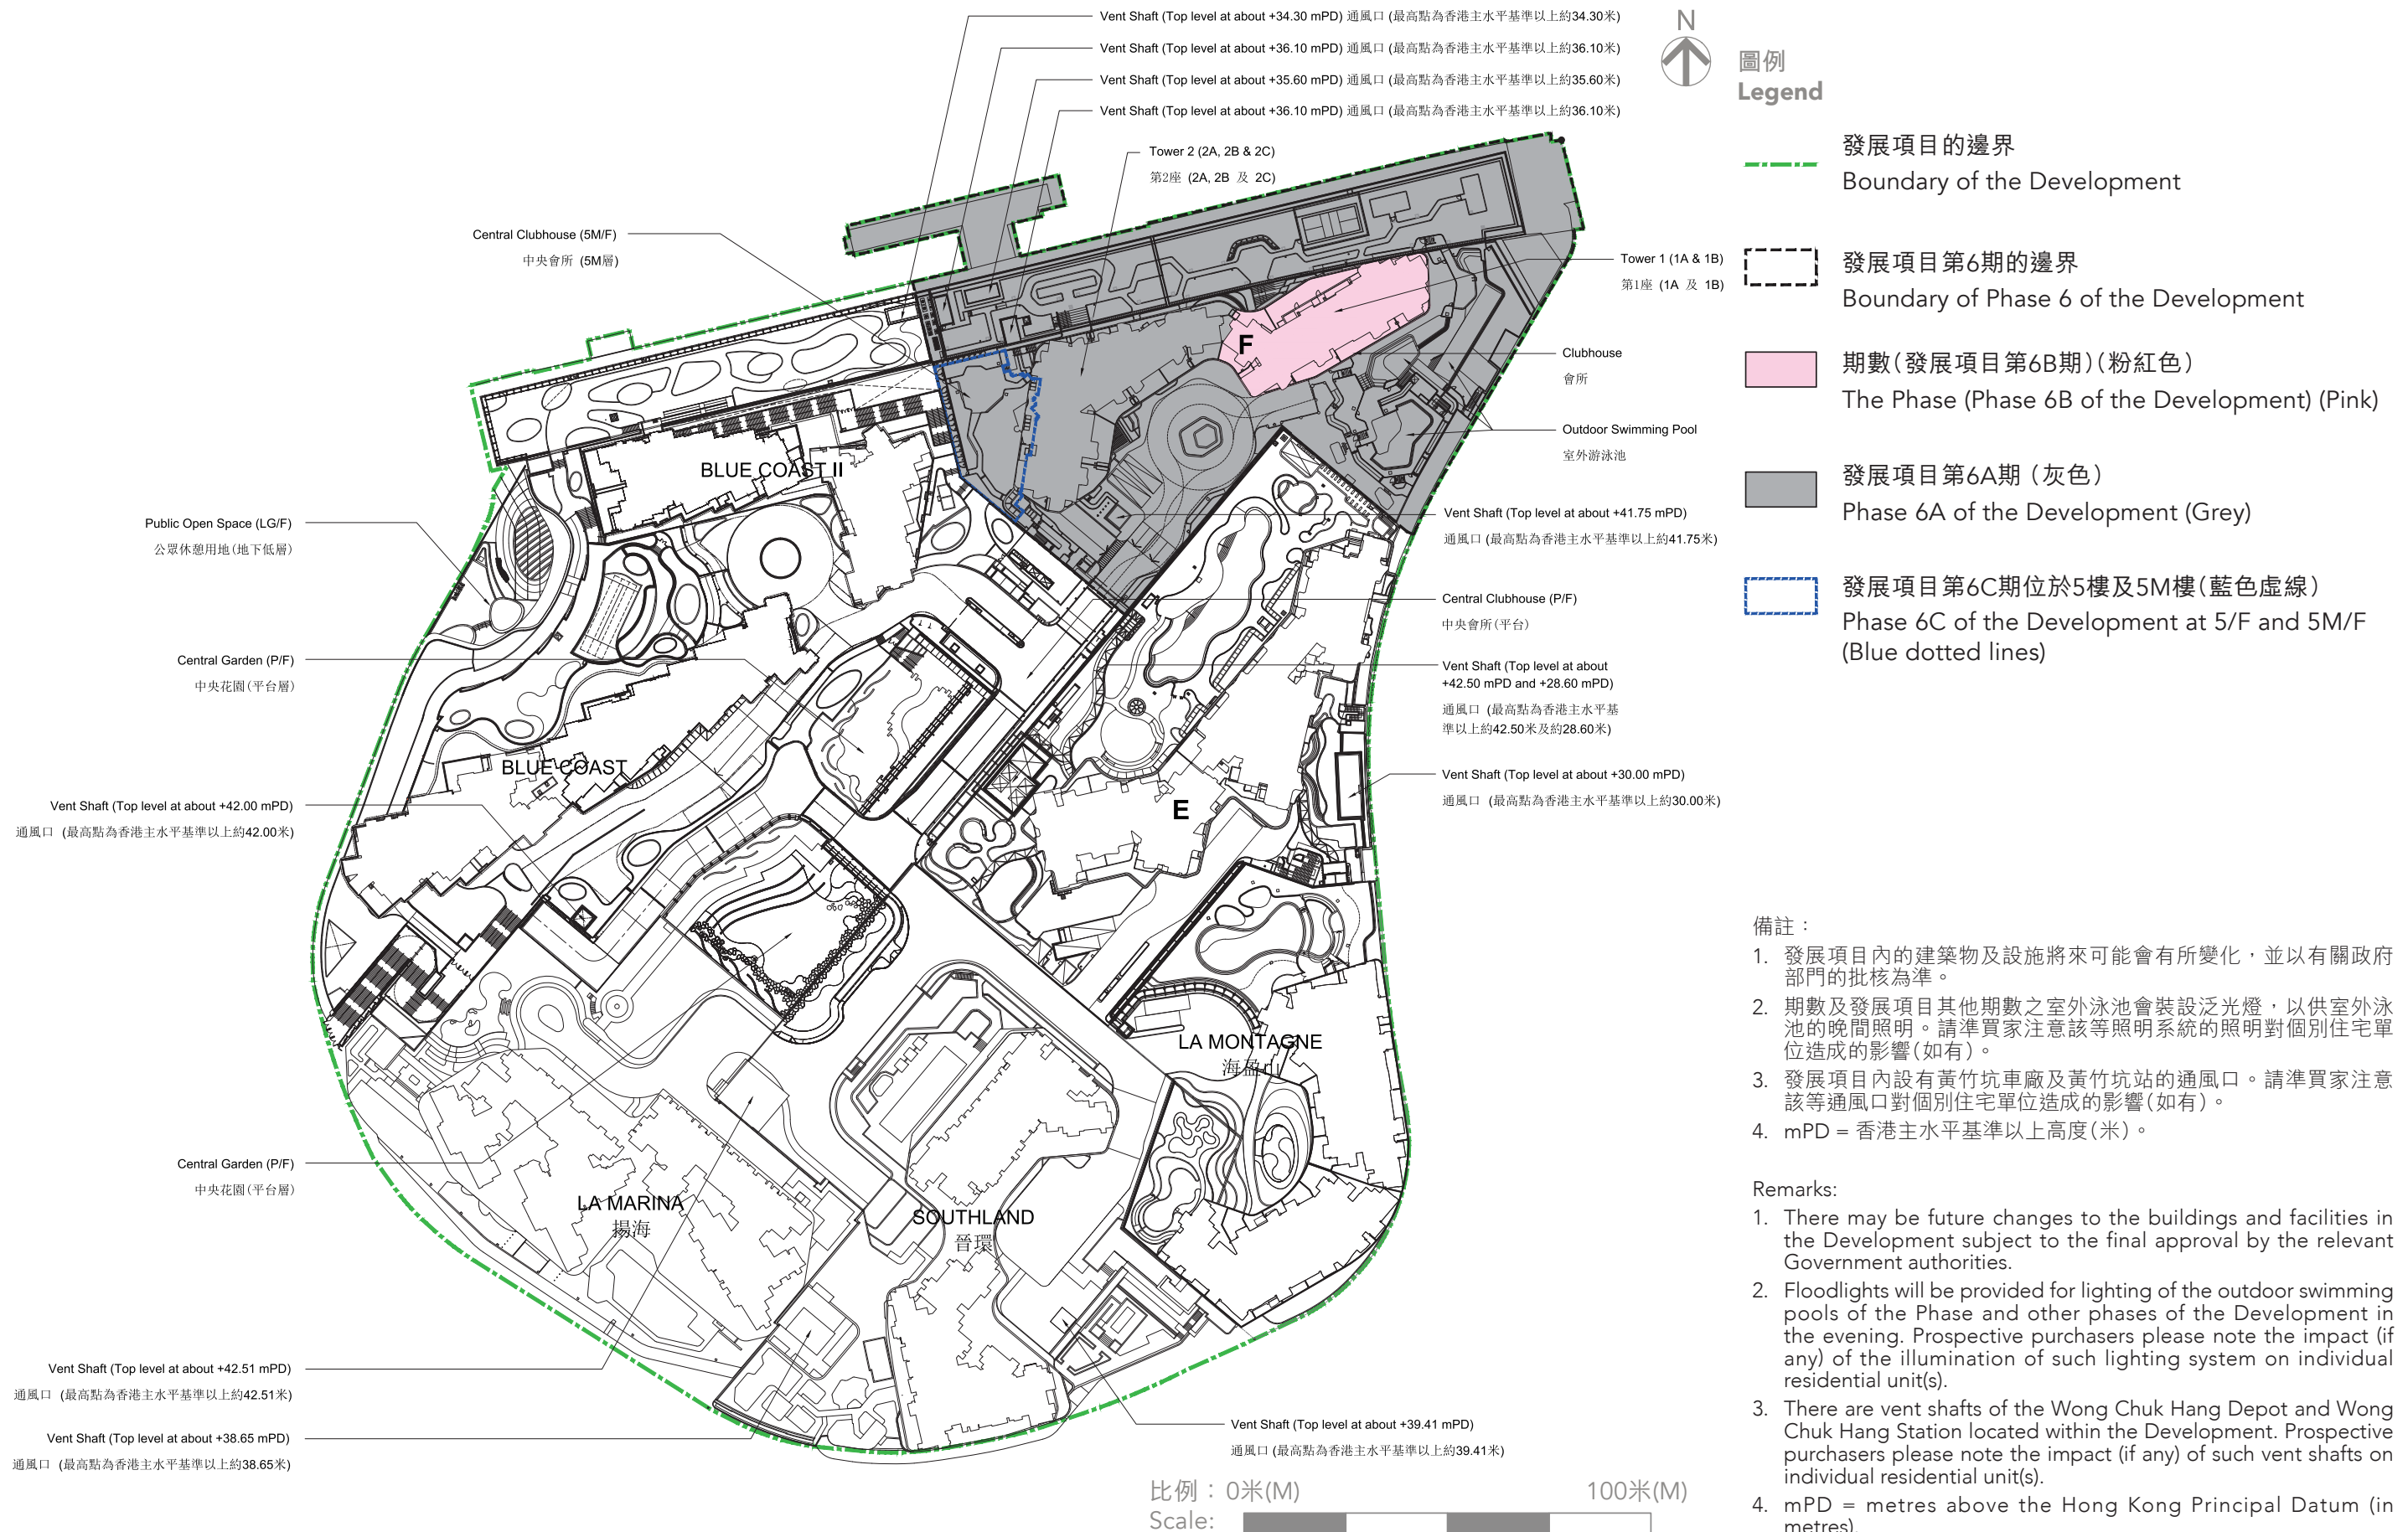 Vent Shaft (Top level at about +34.30 mPD) 通風口 (最高點為香港主水平基準以上約34.30米)
Vent Shaft (Top level at about +36.10 mPD) 通風口 (最高點為香港主水平基準以上約36.10米)
Vent Shaft (Top level at about +35.60 mPD) 通風口 (最高點為香港主水平基準以上約35.60米)
Vent Shaft (Top level at about +36.10 mPD) 通風口 (最高點為香港主水平基準以上約36.10米)
Tower 2 (2A, 2B & 2C)
第2座 (2A, 2B 及 2C)
Central Clubhouse (5M/F)
中央會所 (5M層)
Tower 1 (1A & 1B)
第1座 (1A 及 1B)
F
Clubhouse
會所
Outdoor Swimming Pool
室外游泳池
BLUE COAST II
Public Open Space (LG/F)
公眾休憩用地(地下低層)
Vent Shaft (Top level at about +41.75 mPD)
通風口 (最高點為香港主水平基準以上約41.75米)
Central Clubhouse (P/F)
中央會所(平台)
Central Garden (P/F)
中央花園(平台層)
Vent Shaft (Top level at about
+42.50 mPD and +28.60 mPD)
通風口 (最高點為香港主水平基
準以上約42.50米及約28.60米)
BLUE COAST
Vent Shaft (Top level at about +30.00 mPD)
通風口 (最高點為香港主水平基準以上約30.00米)
E
Vent Shaft (Top level at about +42.00 mPD)
通風口 (最高點為香港主水平基準以上約42.00米)
LA MONTAGNE
海盈山
Central Garden (P/F)
中央花園(平台層)
LA MARINA
揚海
SOUTHLAND
晉環
Vent Shaft (Top level at about +42.51 mPD)
通風口 (最高點為香港主水平基準以上約42.51米)
Vent Shaft (Top level at about +38.65 mPD)
通風口 (最高點為香港主水平基準以上約38.65米)
Vent Shaft (Top level at about +39.41 mPD)
通風口 (最高點為香港主水平基準以上約39.41米)
比例：0米(M) 100米(M)
Scale:
N
圖例
Legend
發展項目的邊界
Boundary of the Development
發展項目第6期的邊界
Boundary of Phase 6 of the Development
期數(發展項目第6B期)(粉紅色)
The Phase (Phase 6B of the Development) (Pink)
發展項目第6A期 (灰色)
Phase 6A of the Development (Grey)
發展項目第6C期位於5樓及5M樓(藍色虛線)
Phase 6C of the Development at 5/F and 5M/F
(Blue dotted lines)
備註：
1. 發展項目內的建築物及設施將來可能會有所變化，並以有關政府
部門的批核為準。
2. 期數及發展項目其他期數之室外泳池會裝設泛光燈，以供室外泳
池的晚間照明。請準買家注意該等照明系統的照明對個別住宅單
位造成的影響(如有)。
3. 發展項目內設有黃竹坑車廠及黃竹坑站的通風口。請準買家注意
該等通風口對個別住宅單位造成的影響(如有)。
4. mPD = 香港主水平基準以上高度(米)。
Remarks:
1. There may be future changes to the buildings and facilities in
the Development subject to the final approval by the relevant
Government authorities.
2. Floodlights will be provided for lighting of the outdoor swimming
pools of the Phase and other phases of the Development in
the evening. Prospective purchasers please note the impact (if
any) of the illumination of such lighting system on individual
residential unit(s).
3. There are vent shafts of the Wong Chuk Hang Depot and Wong
Chuk Hang Station located within the Development. Prospective
purchasers please note the impact (if any) of such vent shafts on
individual residential unit(s).
4. mPD = metres above the Hong Kong Principal Datum (in
metres).